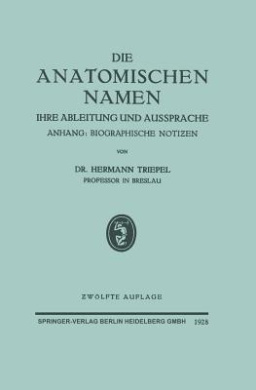 DIE
ANATOMISCHEN
NAMEN
IHRE ABLEITUNG UND AUSSPRACHE
ANHANG: BIOGRAPHISCHE NOTIZEN
VON
DR. HERMANN TRIEPEL
PROFESSOR IN BRESLAU
ZWÖLFTE AUFLAGE
SPRINGER-VERLAG BERLIN HEIDELBERG GMBH 1928